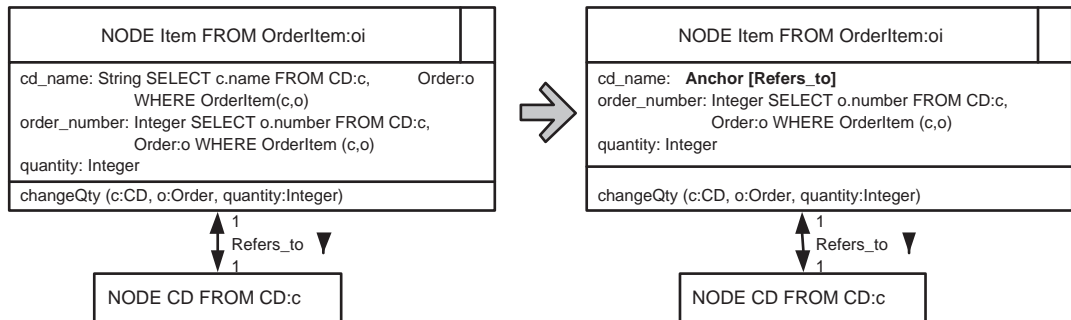 NODE Item FROM OrderItem:oi
cd_name: String SELECT c.name FROM CD:c, Order:o
WHERE OrderItem(c,o)
order_number: Integer SELECT o.number FROM CD:c,
Order:o WHERE OrderItem (c,o)
quantity: Integer
changeQty (c:CD, o:Order, quantity:Integer)
1
Refers_to
1
NODE CD FROM CD:c
NODE Item FROM OrderItem:oi
cd_name: Anchor [Refers_to]
order_number: Integer SELECT o.number FROM CD:c,
Order:o WHERE OrderItem (c,o)
quantity: Integer
changeQty (c:CD, o:Order, quantity:Integer)
1
Refers_to
1
NODE CD FROM CD:c